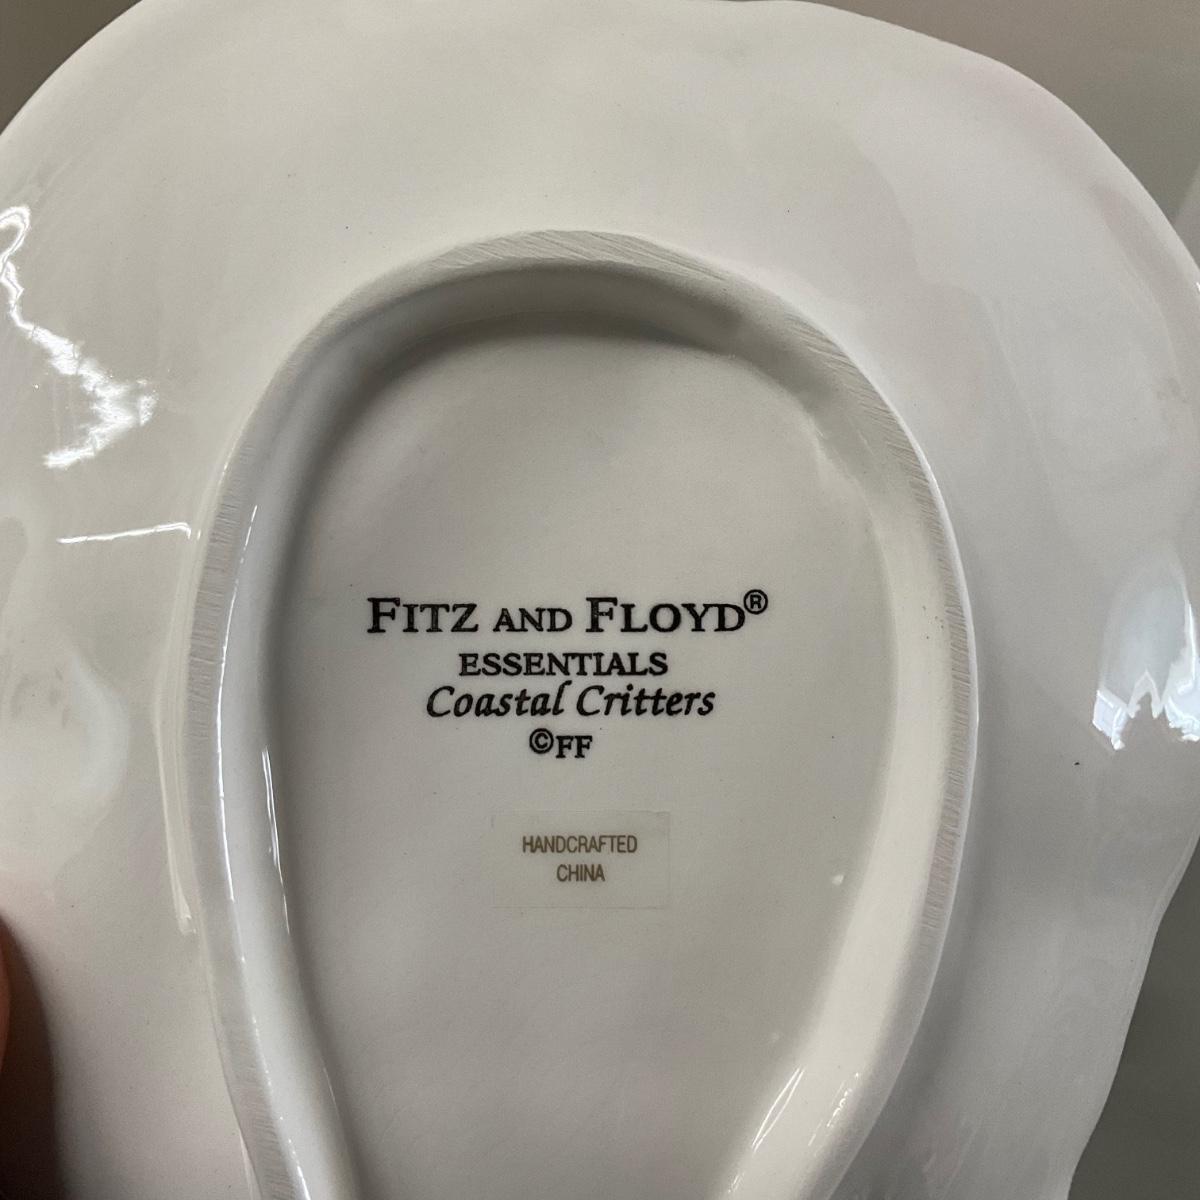 FITZ AND FLOYD®
ESSENTIALS
Coastal Critters
©FF
HANDCRAFTED
CHINA